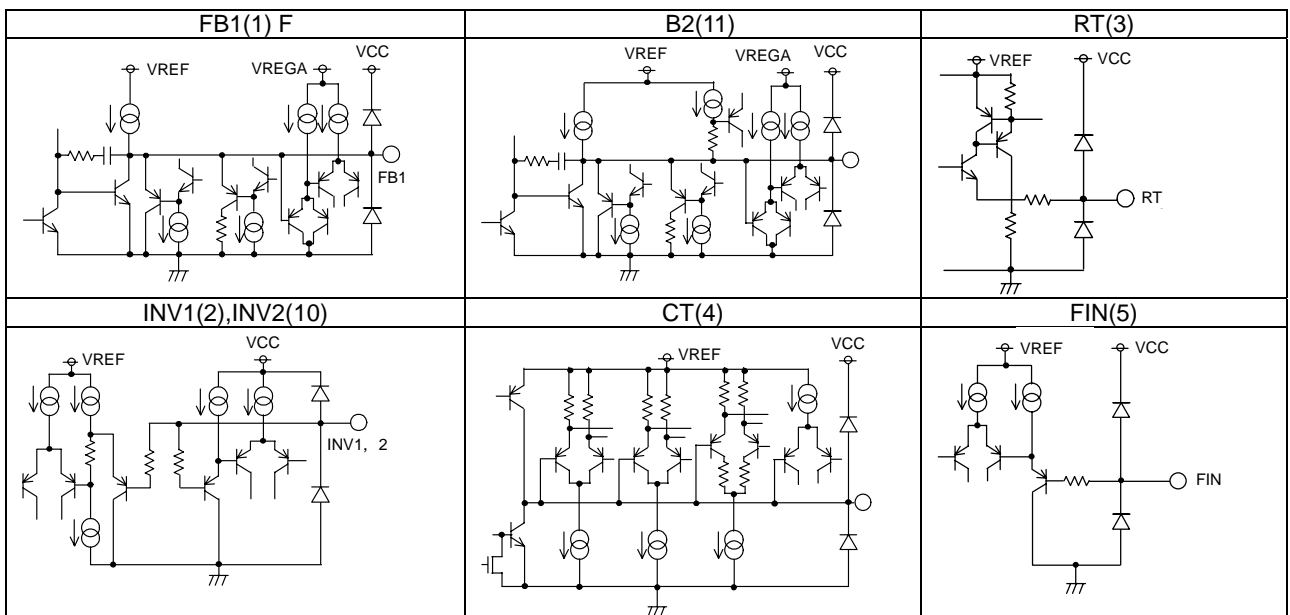 FB1(1) F
B2(11)
RT(3)
VREF
VREGA
VCC
FB1
VREF
VREGA
VCC
VREF
VCC
RT
INV1(2),INV2(10)
CT(4)
FIN(5)
VREF
VCC
INV1, 2
VREF
VCC
VREF
VCC
FIN